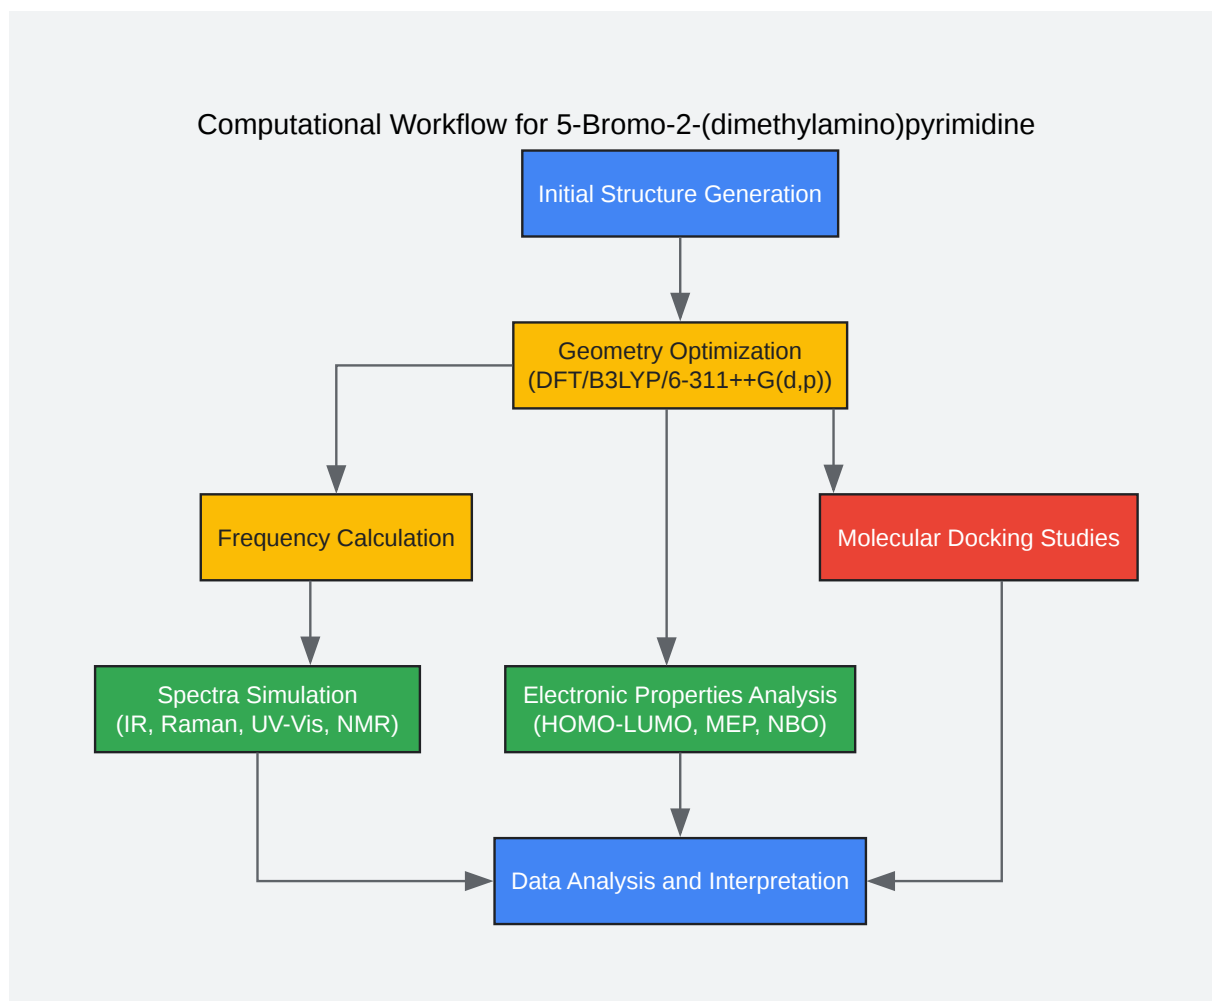 Computational Workflow for 5-Bromo-2-(dimethylamino)pyrimidine
Initial Structure Generation
Geometry Optimization
(DFT/B3LYP/6-311++G(d,p))
Frequency Calculation
Molecular Docking Studies
Spectra Simulation
(IR, Raman, UV-Vis, NMR)
Electronic Properties Analysis
(HOMO-LUMO, MEP, NBO)
Data Analysis and Interpretation